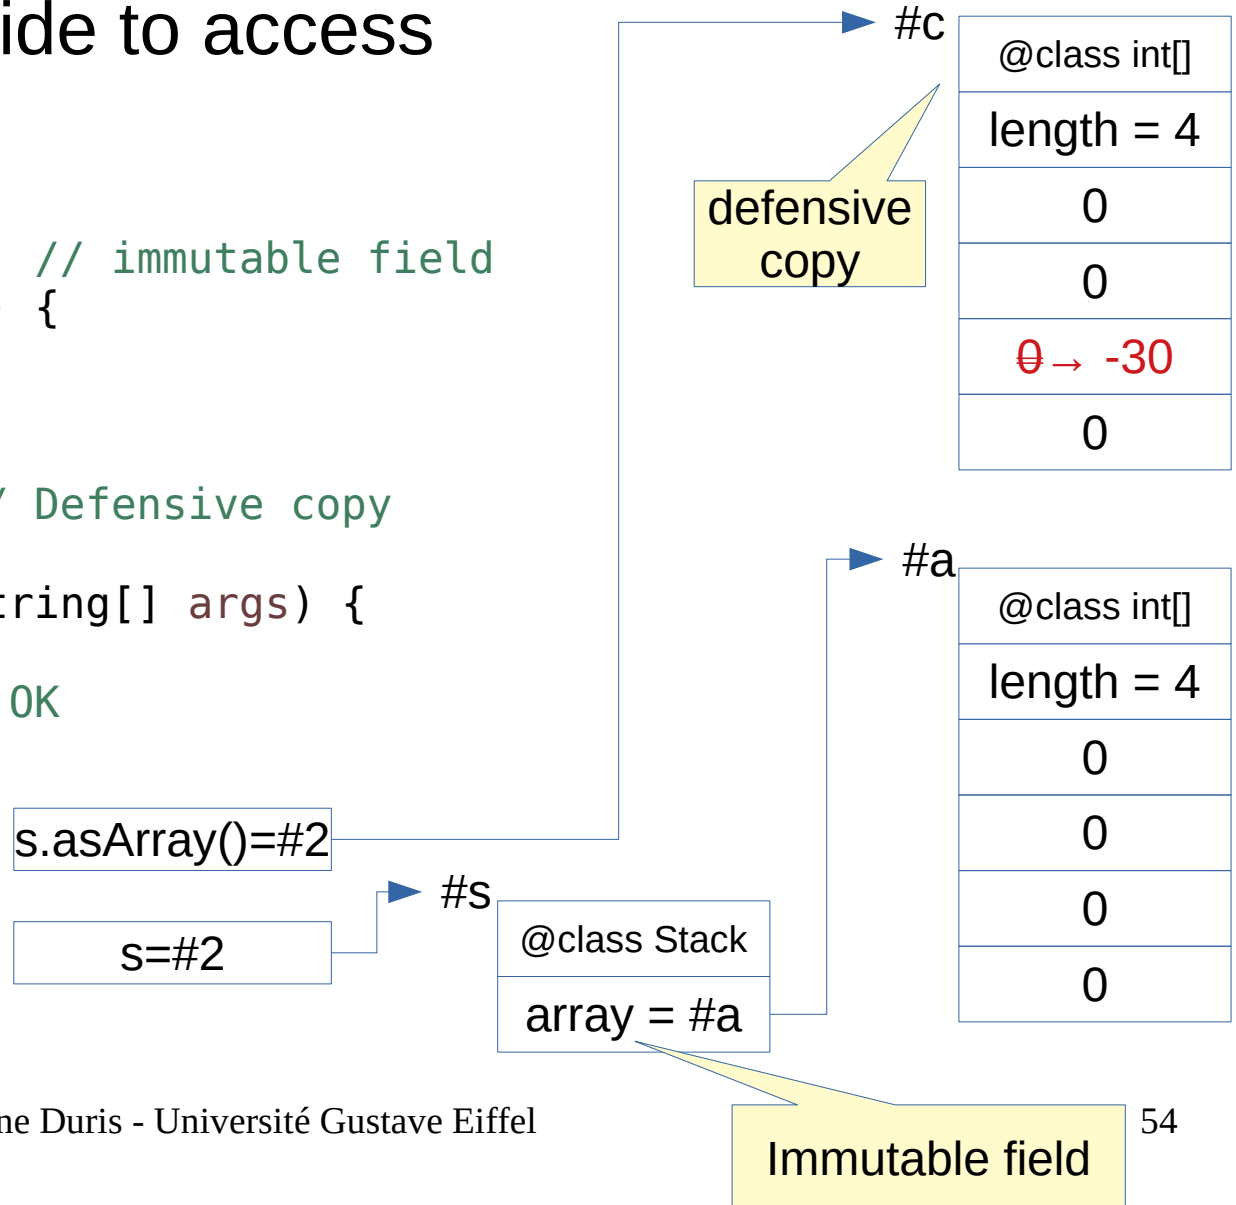 ide to access
// immutable field
{
/ Defensive copy
tring[] args) {
OK
s.asArray()=#2
s=#2
#s
@class Stack
array = #a
Immutable field
defensive
copy
#c
@class int[]
length = 4
0
0
0→ -30
0
#a
@class int[]
length = 4
0
0
0
0
ne Duris - Université Gustave Eiffel
54